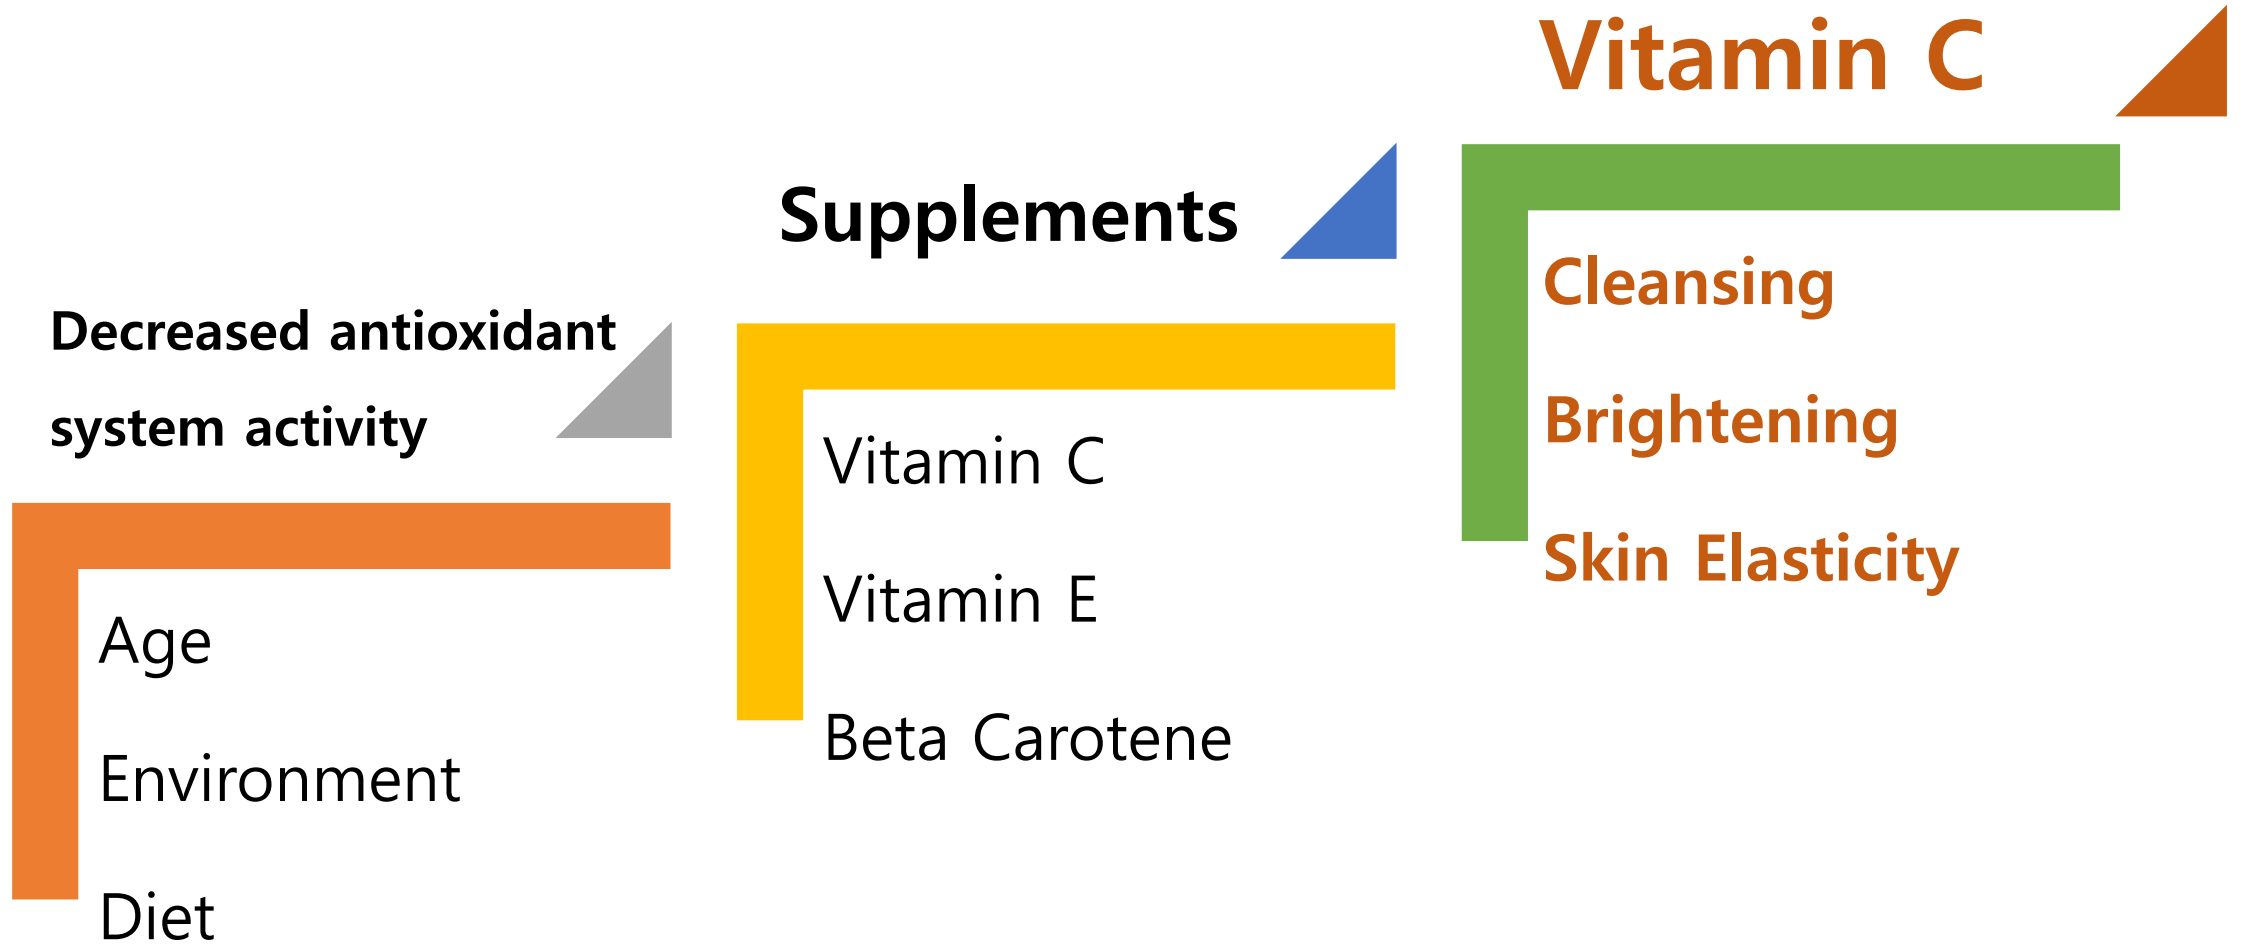 Decreased antioxidant
system activity
Age
Environment
Diet
Supplements
Vitamin C
Vitamin E
Beta Carotene
Vitamin C
Cleansing
Brightening
Skin Elasticity